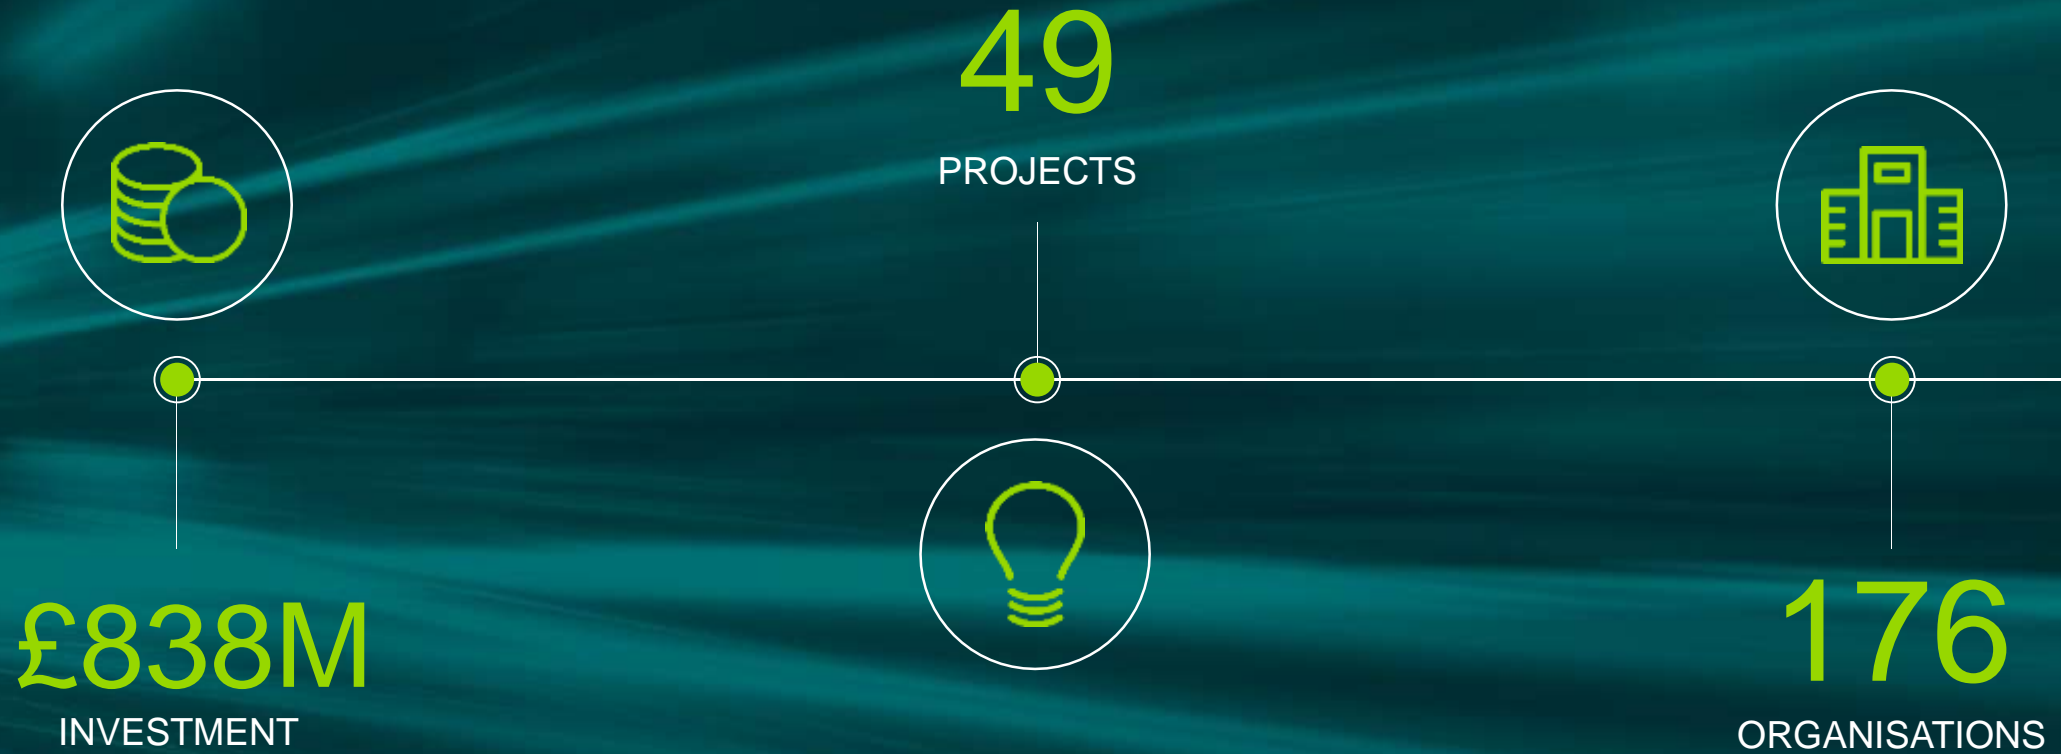 £838M
INVESTMENT
49
PROJECTS
176
ORGANISATIONS